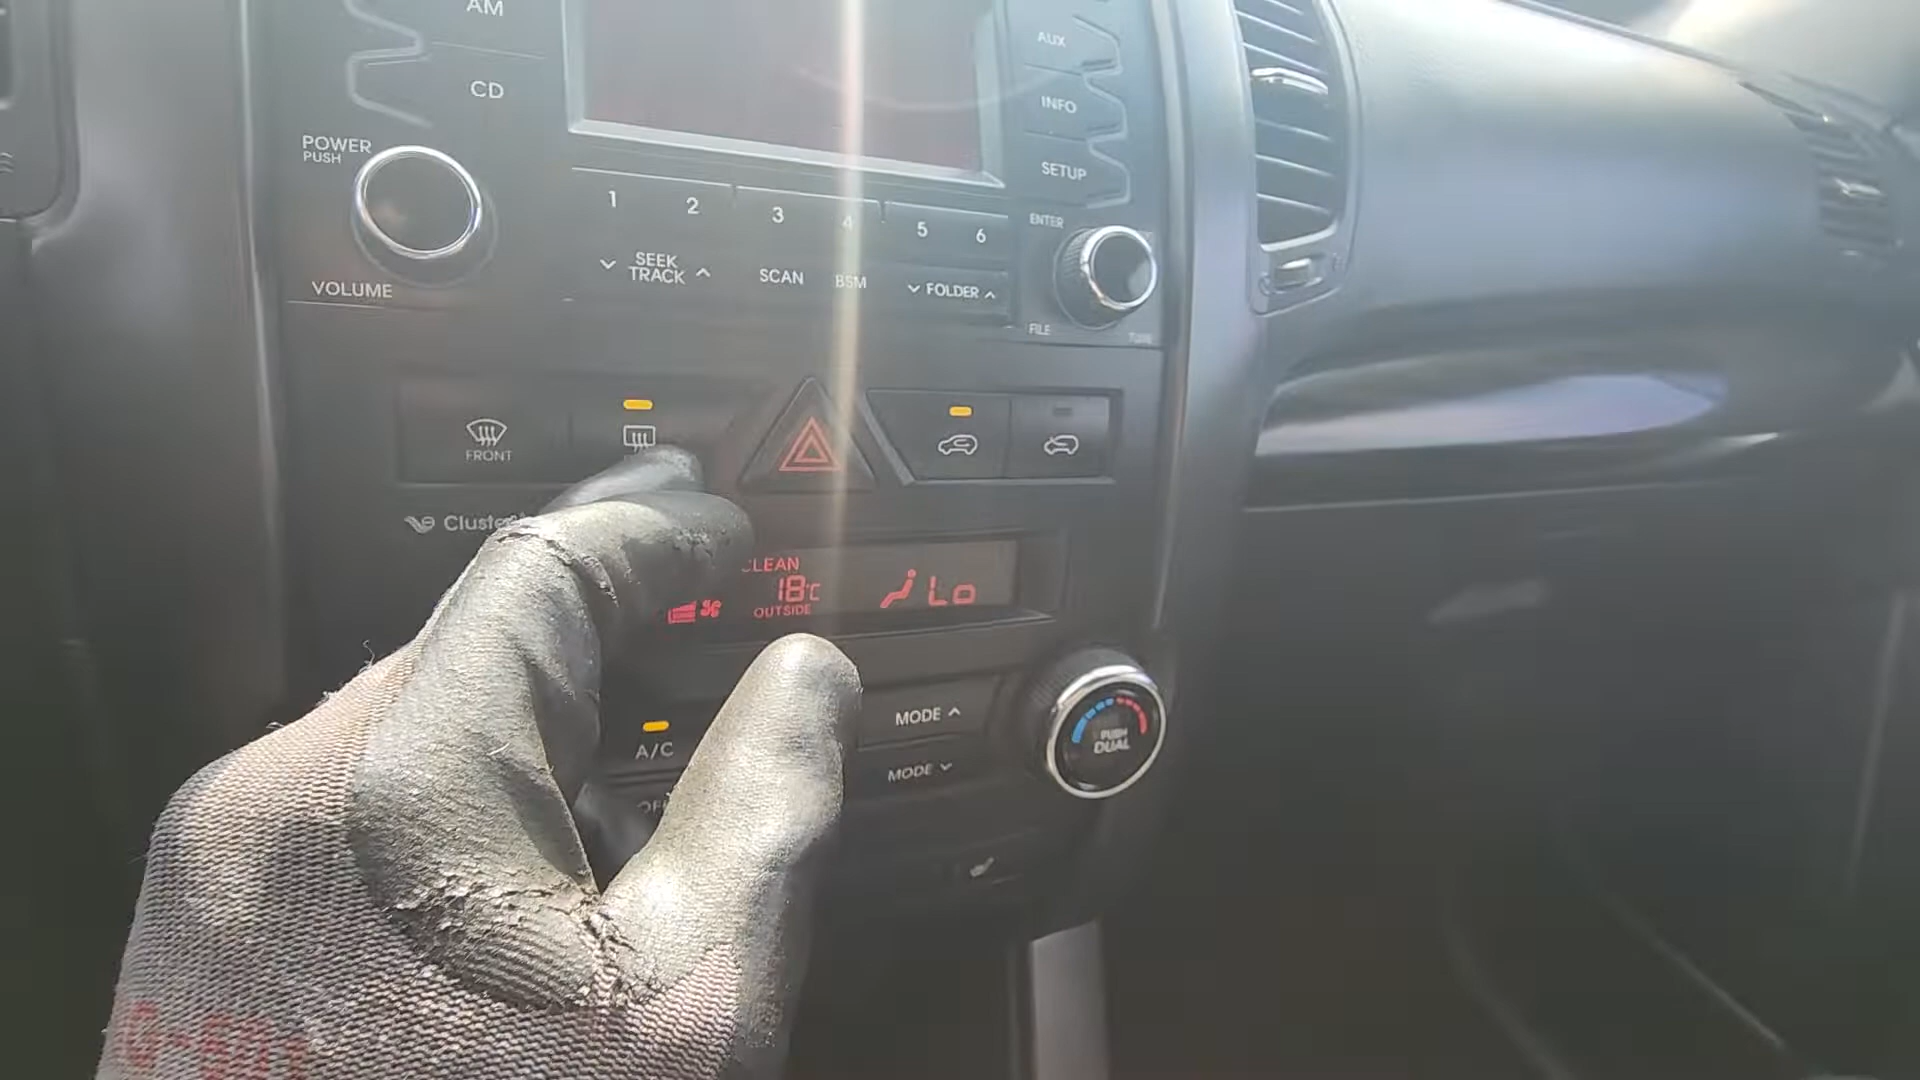 AM
CD
POWER
PUSH
VOLUME
1 2 3 4 5 6
SEEK
TRACK
SCAN
BSM
FOLDER
AUX
INFO
SETUP
ENTER
FILE
TUNE
FRONT
CLEAN
18°C
OUTSIDE
Lo
A/C
MODE
MODE
PUSH
DUAL